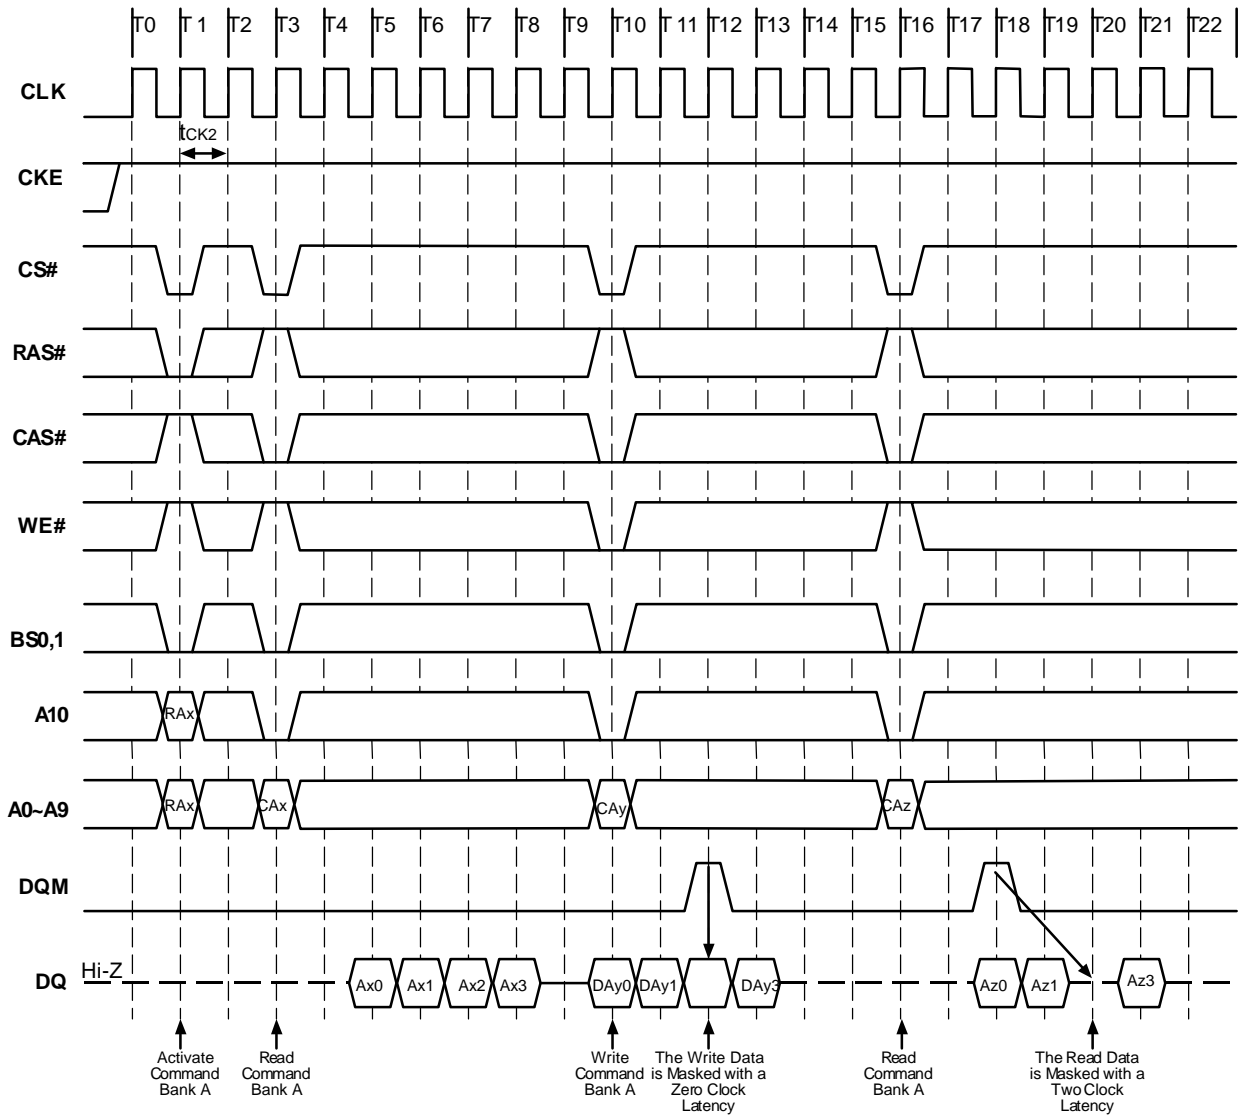 T0 T1 T2 T3 T4 T5 T6 T7 T8 T9 T10 T11 T12 T13 T14 T15 T16 T17 T18 T19 T20 T21 T22
CLK
tCK2
CKE
CS#
RAS#
CAS#
WE#
BS0,1
A10 RAx
A0~A9 RAx CAx CAy CAz
DQM
DQ Hi-Z Ax0 Ax1 Ax2 Ax3 DAy0 DAy1 DAy3 Az0 Az1 Az3
Activate
Command
Bank A
Read
Command
Bank A
Write
Command
Bank A
The Write Data
is Masked with a
Zero Clock
Latency
Read
Command
Bank A
The Read Data
is Masked with a
Two Clock
Latency